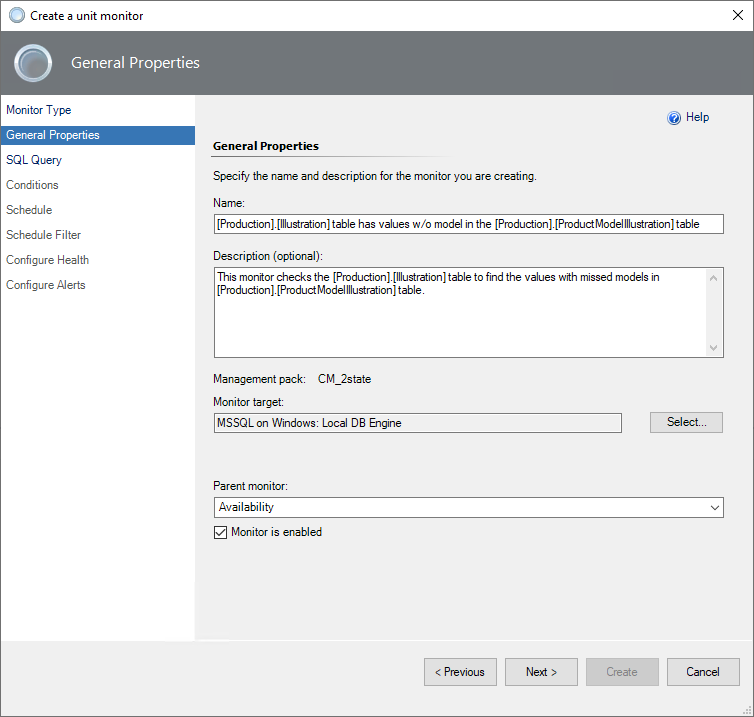 Create a unit monitor
General Properties
Monitor Type
General Properties
SQL Query
Conditions
Schedule
Schedule Filter
Configure Health
Configure Alerts
Help
General Properties
Specify the name and description for the monitor you are creating.
Name:
[Production].[Illustration] table has values w/o model in the [Production].[ProductModelIllustration] table
Description (optional):
This monitor checks the [Production].[Illustration] table to find the values with missed models in
[Production].[ProductModelIllustration] table.
Management pack: CM_2state
Monitor target:
MSSQL on Windows: Local DB Engine
Select...
Parent monitor:
Availability
Monitor is enabled
< Previous
Next >
Create
Cancel